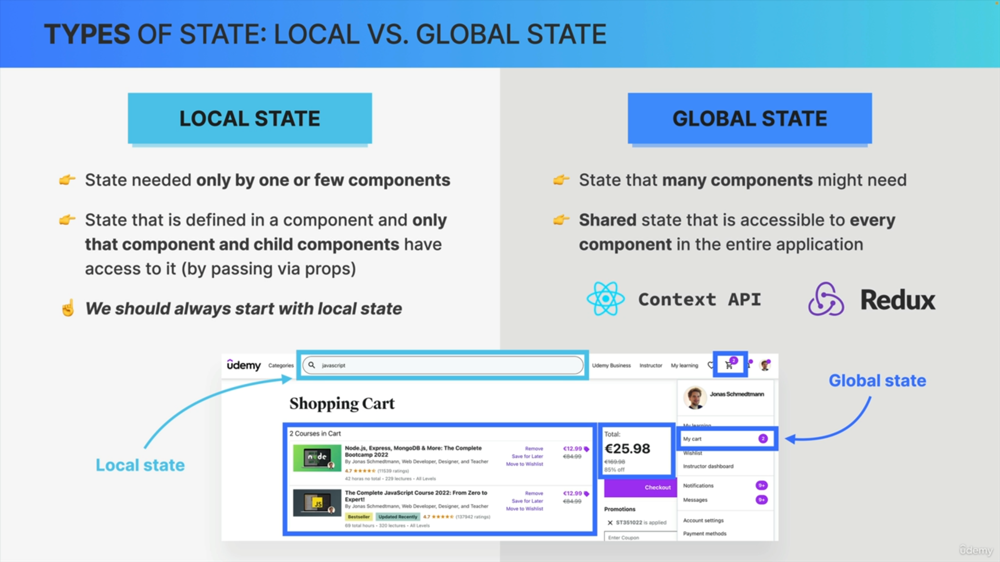 TYPES OF STATE: LOCAL VS. GLOBAL STATE
LOCAL STATE
State needed only by one or few components
State that is defined in a component and only
that component and child components have
access to it (by passing via props)
We should always start with local state
GLOBAL STATE
State that many components might need
Shared state that is accessible to every
component in the entire application
Context API
Redux
udemy Categories javascript Udemy Business Instructor My learning 2
Shopping Cart
2 Courses in Cart
node
Node.js, Express, MongoDB & More: The Complete
Bootcamp 2022
By Jonas Schmedtmann, Web Developer, Designer, and Teacher
4.7 (11539 ratings)
42 horas no total • 229 lectures • All Levels
Remove
Save for Later
Move to Wishlist
€12.99
€84.99
JS
The Complete JavaScript Course 2022: From Zero to
Expert!
By Jonas Schmedtmann, Web Developer, Designer, and Teacher
Bestseller Updated Recently 4.7 (137942 ratings)
69 total hours • 320 lectures • All Levels
Remove
Save for Later
Move to Wishlist
€12.99
€84.99
Total:
€25.98
€169.98
85% off
Checkout
Promotions
ST351022 is applied
Enter Coupon
Jonas Schmedtmann
My learning
My cart 2
Wishlist
Instructor dashboard
Notifications 9+
Messages 9+
Account settings
Payment methods
Local state
Global state
udemy